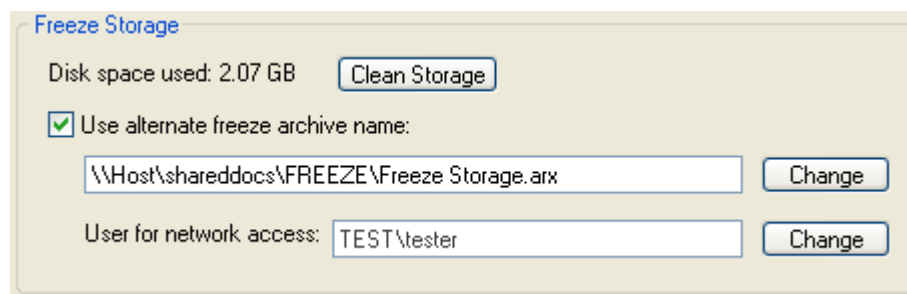 Freeze Storage
Disk space used: 2.07 GB Clean Storage
Use alternate freeze archive name:
\\Host\shareddocs\FREEZE\Freeze Storage.arx Change
User for network access: TEST\tester Change